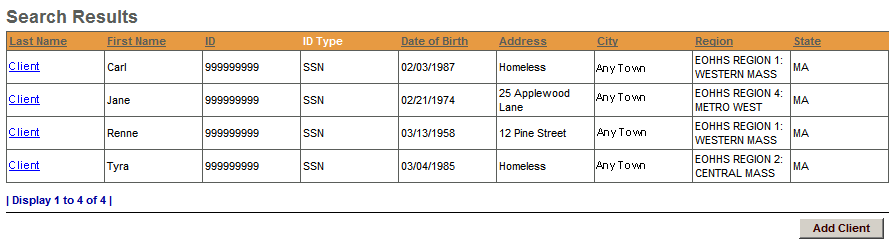 Search Results
Last Name First Name ID ID Type Date of Birth Address City Region State
Client Carl 999999999 SSN 02/03/1987 Homeless Any Town EOHHS REGION 1: WESTERN MASS MA
Client Jane 999999999 SSN 02/21/1974 25 Applewood Lane Any Town EOHHS REGION 4: METRO WEST MA
Client Renne 999999999 SSN 03/13/1958 12 Pine Street Any Town EOHHS REGION 1: WESTERN MASS MA
Client Tyra 999999999 SSN 03/04/1985 Homeless Any Town EOHHS REGION 2: CENTRAL MASS MA
| Display 1 to 4 of 4 |
Add Client